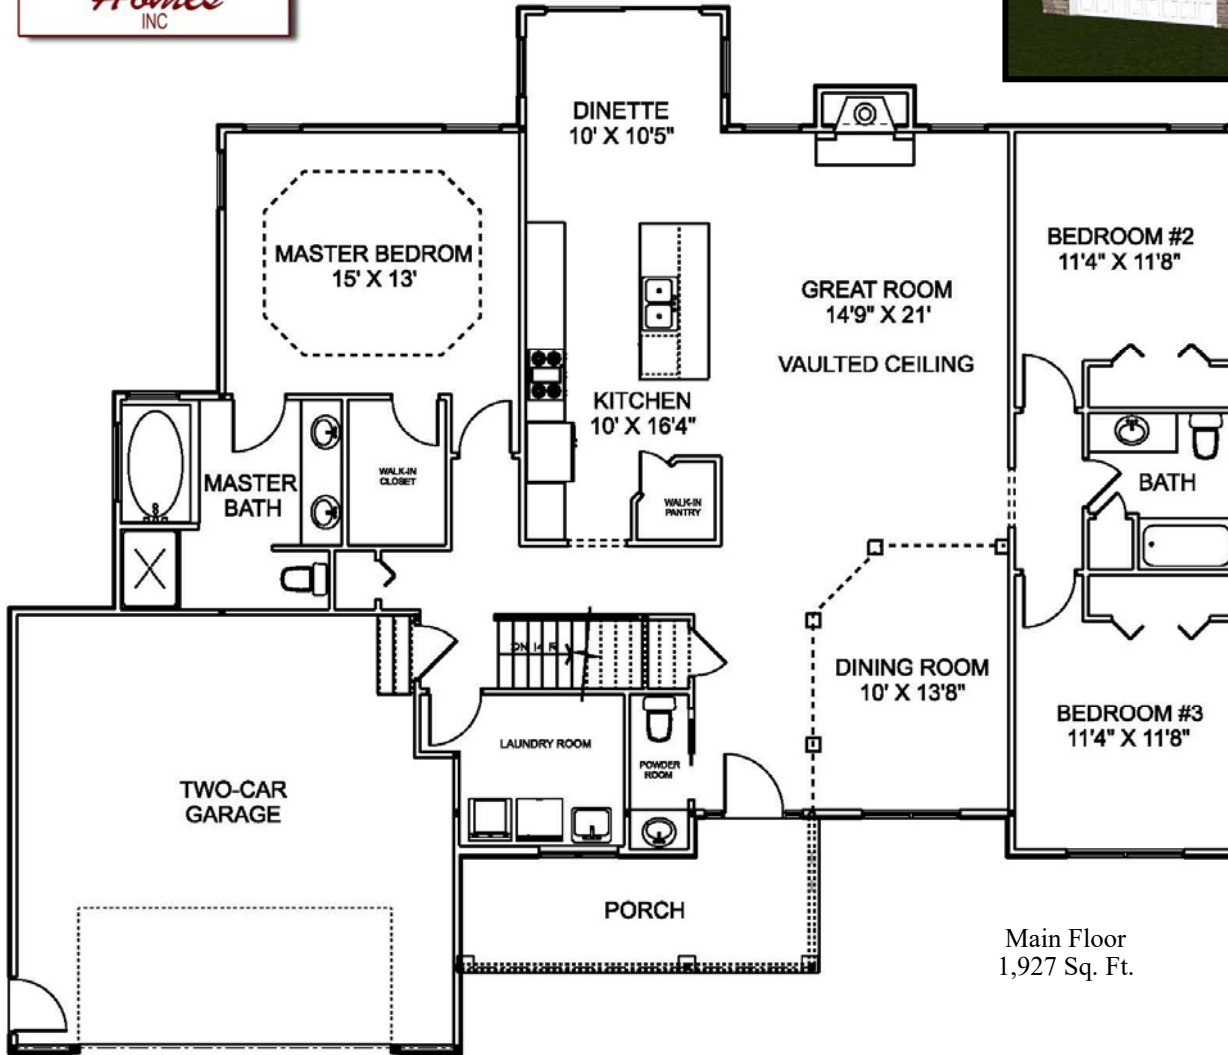 Homes
INC
DINETTE
10' X 10'5"
MASTER BEDROM
15' X 13'
BEDROOM #2
11'4" X 11'8"
GREAT ROOM
14'9" X 21'
VAULTED CEILING
KITCHEN
10' X 16'4"
WALK-IN
CLOSET
MASTER
BATH
WALK-IN
PANTRY
BATH
DN 14 R
DINING ROOM
10' X 13'8"
BEDROOM #3
11'4" X 11'8"
LAUNDRY ROOM
POWDER
ROOM
TWO-CAR
GARAGE
PORCH
Main Floor
1,927 Sq. Ft.